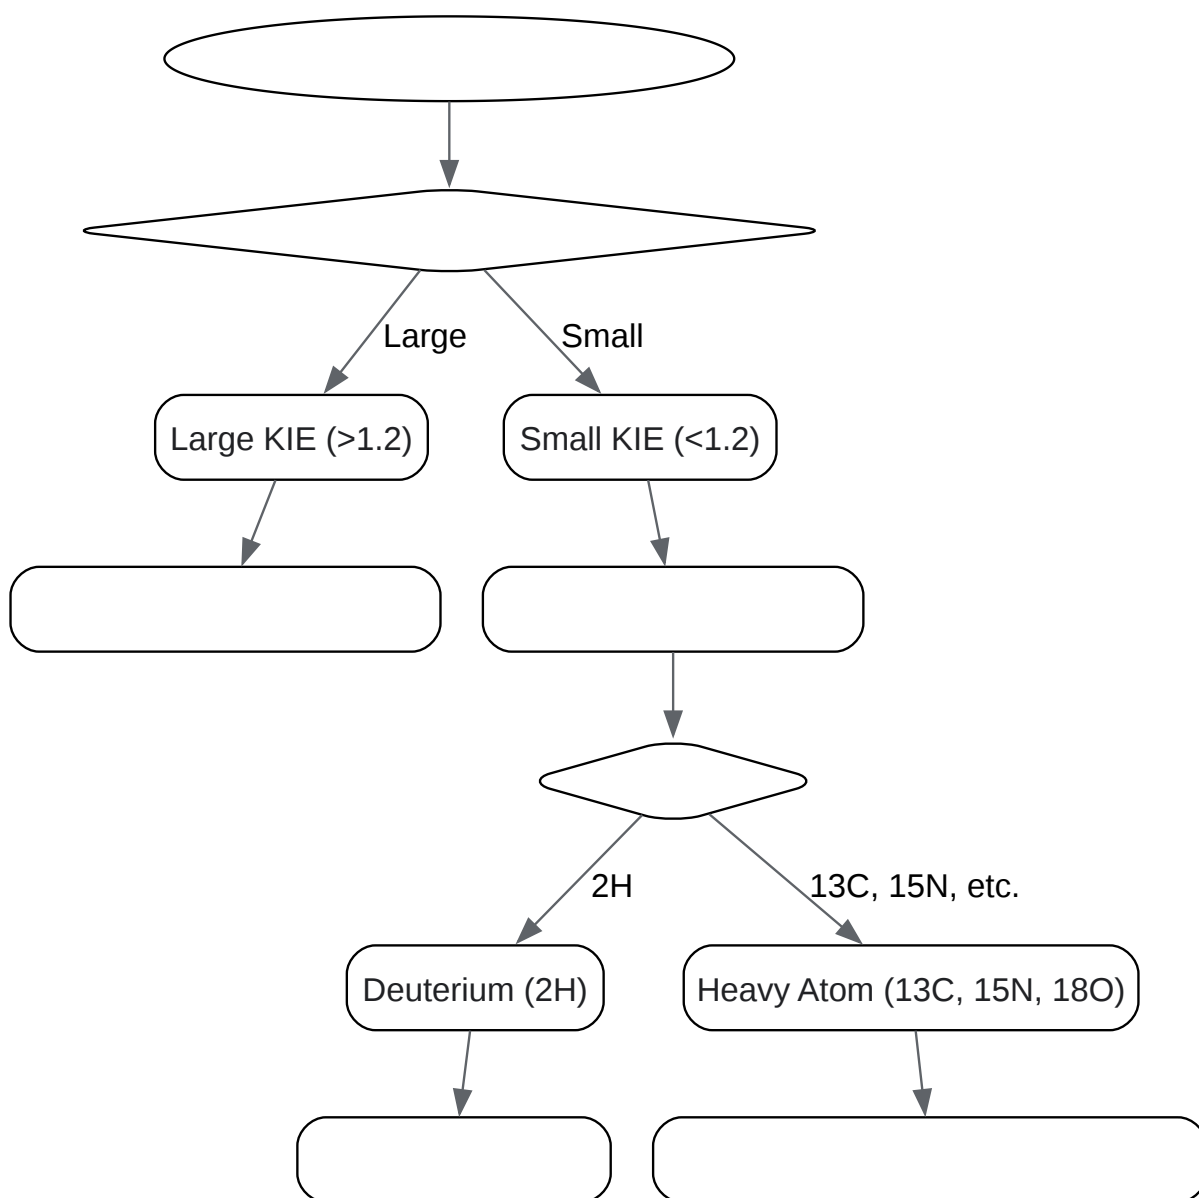 Large
Small
Large KIE (>1.2)
Small KIE (<1.2)
2H
13C, 15N, etc.
Deuterium (2H)
Heavy Atom (13C, 15N, 18O)